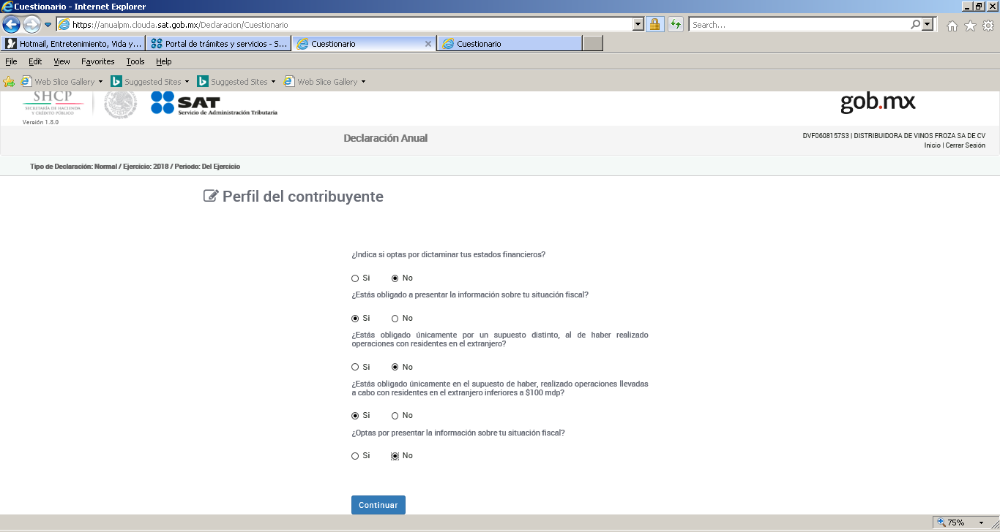 Cuestionario - Internet Explorer
https://anualpm.clouda.sat.gob.mx/Declaracion/Cuestionario
Search...
Hotmail, Entretenimiento, Vida y...
Portal de trámites y servicios - S...
Cuestionario
Cuestionario
File Edit View Favorites Tools Help
Web Slice Gallery Suggested Sites Suggested Sites Web Slice Gallery
SHCP
SECRETARÍA DE HACIENDA
Y CRÉDITO PÚBLICO
SAT
Servicio de Administración Tributaria
gob.mx
Versión 1.8.0
Declaración Anual
DVF0608157S3 | DISTRIBUIDORA DE VINOS FROZA SA DE CV
Inicio | Cerrar Sesión
Tipo de Declaración: Normal / Ejercicio: 2018 / Periodo: Del Ejercicio
Perfil del contribuyente
¿Indica si optas por dictaminar tus estados financieros?
Si No
¿Estás obligado a presentar la información sobre tu situación fiscal?
Si No
¿Estás obligado únicamente por un supuesto distinto, al de haber realizado
operaciones con residentes en el extranjero?
Si No
¿Estás obligado únicamente en el supuesto de haber, realizado operaciones llevadas
a cabo con residentes en el extranjero inferiores a $100 mdp?
Si No
¿Optas por presentar la información sobre tu situación fiscal?
Si No
Continuar
75%